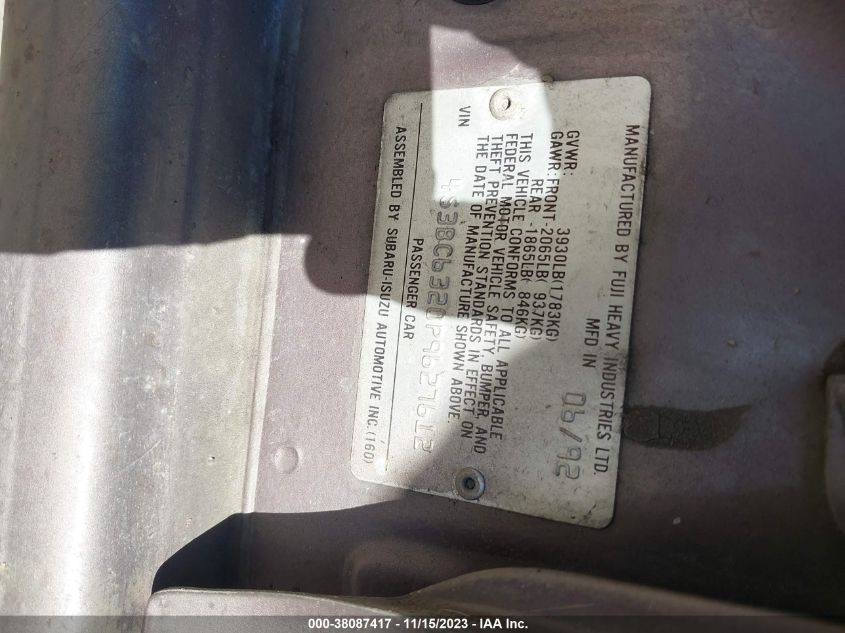 MANUFACTURED BY FUJI HEAVY INDUSTRIES LTD.
MFD IN 06/92
GVWR: 3930LB(1783KG)
GAWR:FRONT-2065LB( 937KG)
REAR -1865LB( 846KG)
THIS VEHICLE CONFORMS TO ALL APPLICABLE
FEDERAL MOTOR VEHICLE SAFETY, BUMPER, AND
THEFT PREVENTION STANDARDS IN EFFECT ON
THE DATE OF MANUFACTURE SHOWN ABOVE.
VIN 4S3BC6320P9627612
PASSENGER CAR
ASSEMBLED BY SUBARU-ISUZU AUTOMOTIVE INC.(160)
000-38087417 - 11/15/2023 - IAA Inc.